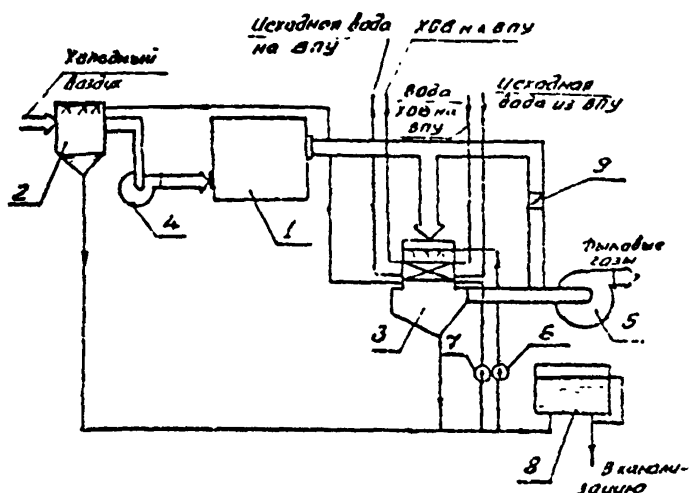 Исходная вода
на ВПУ
ХОВ на ВПУ
Холодный
воздух
Вода
ХОВ на
ВПУ
Исходная
вода из ВПУ
9
2
4
1
Дымовые
газы
3
7
6
5
8
В канали-
зацию